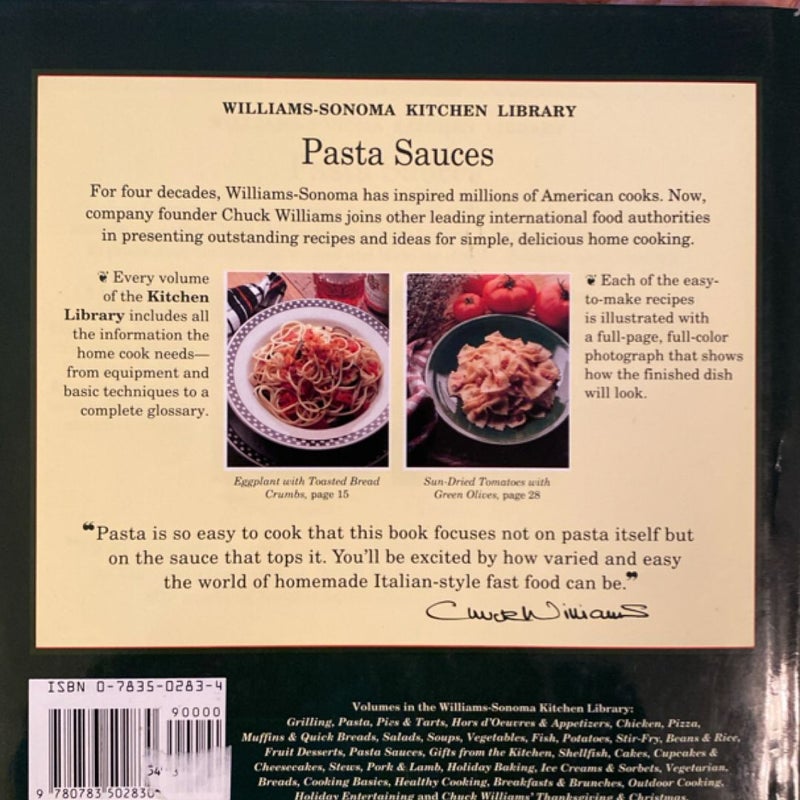 WILLIAMS-SONOMA KITCHEN LIBRARY
Pasta Sauces
For four decades, Williams-Sonoma has inspired millions of American cooks. Now,
company founder Chuck Williams joins other leading international food authorities
in presenting outstanding recipes and ideas for simple, delicious home cooking.
❦ Every volume
of the Kitchen
Library includes all
the information the
home cook needs—
from equipment and
basic techniques to a
complete glossary.
Eggplant with Toasted Bread
Crumbs, page 15
Sun-Dried Tomatoes with
Green Olives, page 28
❦ Each of the easy-
to-make recipes
is illustrated with
a full-page, full-color
photograph that shows
how the finished dish
will look.
“Pasta is so easy to cook that this book focuses not on pasta itself but
on the sauce that tops it. You’ll be excited by how varied and easy
the world of homemade Italian-style fast food can be.”
Chuck Williams
ISBN 0-7835-0283-4
90000
9 780783 50283
Volumes in the Williams-Sonoma Kitchen Library:
Grilling, Pasta, Pies & Tarts, Hors d’Oeuvres & Appetizers, Chicken, Pizza,
Muffins & Quick Breads, Salads, Soups, Vegetables, Fish, Potatoes, Stir-Fry, Beans & Rice,
Fruit Desserts, Pasta Sauces, Gifts from the Kitchen, Shellfish, Cakes, Cupcakes &
Cheesecakes, Stews, Pork & Lamb, Holiday Baking, Ice Creams & Sorbets, Vegetarian,
Breads, Cooking Basics, Healthy Cooking, Breakfasts & Brunches, Outdoor Cooking,
Holiday Entertaining and Chuck Williams’ Thanksgiving & Christmas